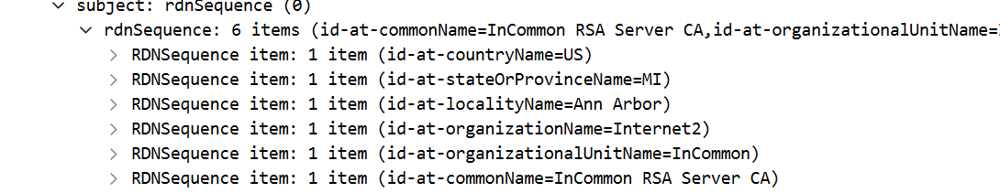 subject: rdnSequence (0)
rdnSequence: 6 items (id-at-commonName=InCommon RSA Server CA,id-at-organizationalUnitName=
RDNSequence item: 1 item (id-at-countryName=US)
RDNSequence item: 1 item (id-at-stateOrProvinceName=MI)
RDNSequence item: 1 item (id-at-localityName=Ann Arbor)
RDNSequence item: 1 item (id-at-organizationName=Internet2)
RDNSequence item: 1 item (id-at-organizationalUnitName=InCommon)
RDNSequence item: 1 item (id-at-commonName=InCommon RSA Server CA)